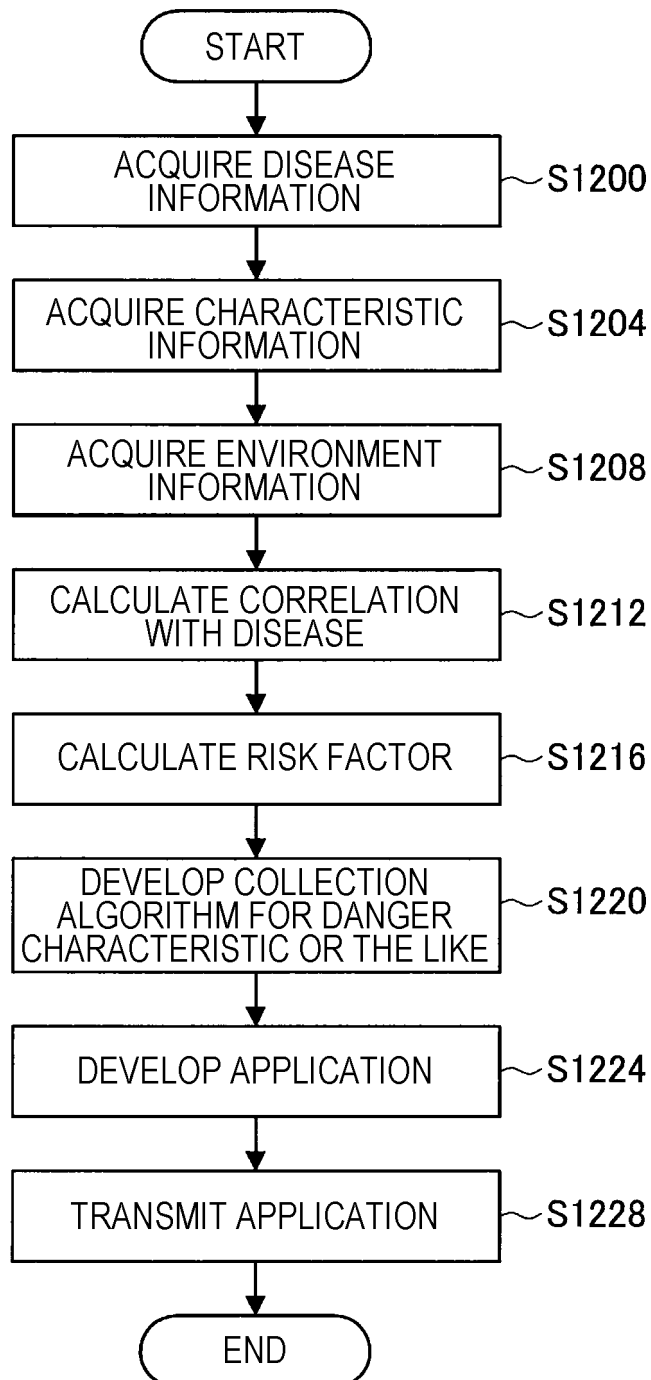 START
ACQUIRE DISEASE
INFORMATION
S1200
ACQUIRE CHARACTERISTIC
INFORMATION
S1204
ACQUIRE ENVIRONMENT
INFORMATION
S1208
CALCULATE CORRELATION
WITH DISEASE
S1212
CALCULATE RISK FACTOR
S1216
DEVELOP COLLECTION
ALGORITHM FOR DANGER
CHARACTERISTIC OR THE LIKE
S1220
DEVELOP APPLICATION
S1224
TRANSMIT APPLICATION
S1228
END